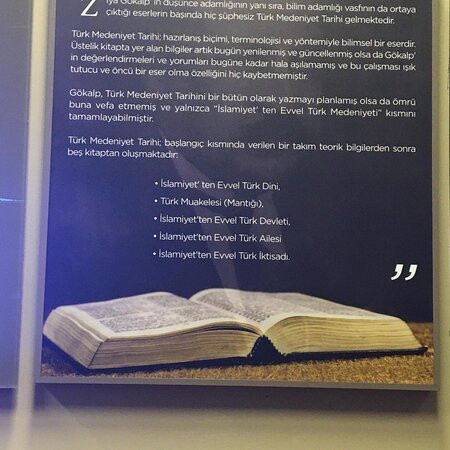 Ziya Gökalp' in düşünce adamlığının yanı sıra, bilim adamlığı vasfının da ortaya
çıktığı eserlerin başında hiç şüphesiz Türk Medeniyet Tarihi gelmektedir.
Türk Medeniyet Tarihi; hazırlanış biçimi, terminolojisi ve yöntemiyle bilimsel bir eserdir.
Üstelik kitapta yer alan bilgiler artık bugün yenilenmiş ve güncellenmiş olsa da Gökalp'
in değerlendirmeleri ve yorumları bugüne kadar hala aşılamamış ve bu çalışması ışık
tutucu ve öncü bir eser olma özelliğini hiç kaybetmemiştir.
Gökalp, Türk Medeniyet Tarihini bir bütün olarak yazmayı planlamış olsa da ömrü
buna vefa etmemiş ve yalnızca “İslamiyet' ten Evvel Türk Medeniyeti” kısmını
tamamlayabilmiştir.
Türk Medeniyet Tarihi; başlangıç kısmında verilen bir takım teorik bilgilerden sonra
beş kitaptan oluşmaktadır:
• İslamiyet' ten Evvel Türk Dini,
• Türk Muakelesi (Mantığı),
• İslamiyet'ten Evvel Türk Devleti,
• İslamiyet'ten Evvel Türk Ailesi
• İslamiyet'ten Evvel Türk İktisadı.
”